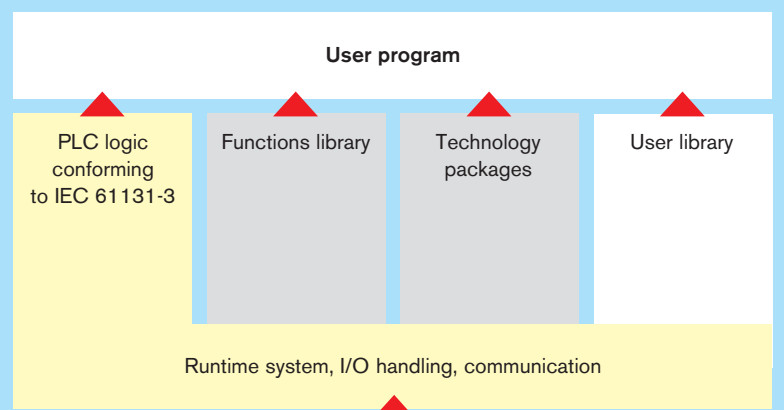 User program
PLC logic
conforming
to IEC 61131-3
Functions library
Technology
packages
User library
Runtime system, I/O handling, communication